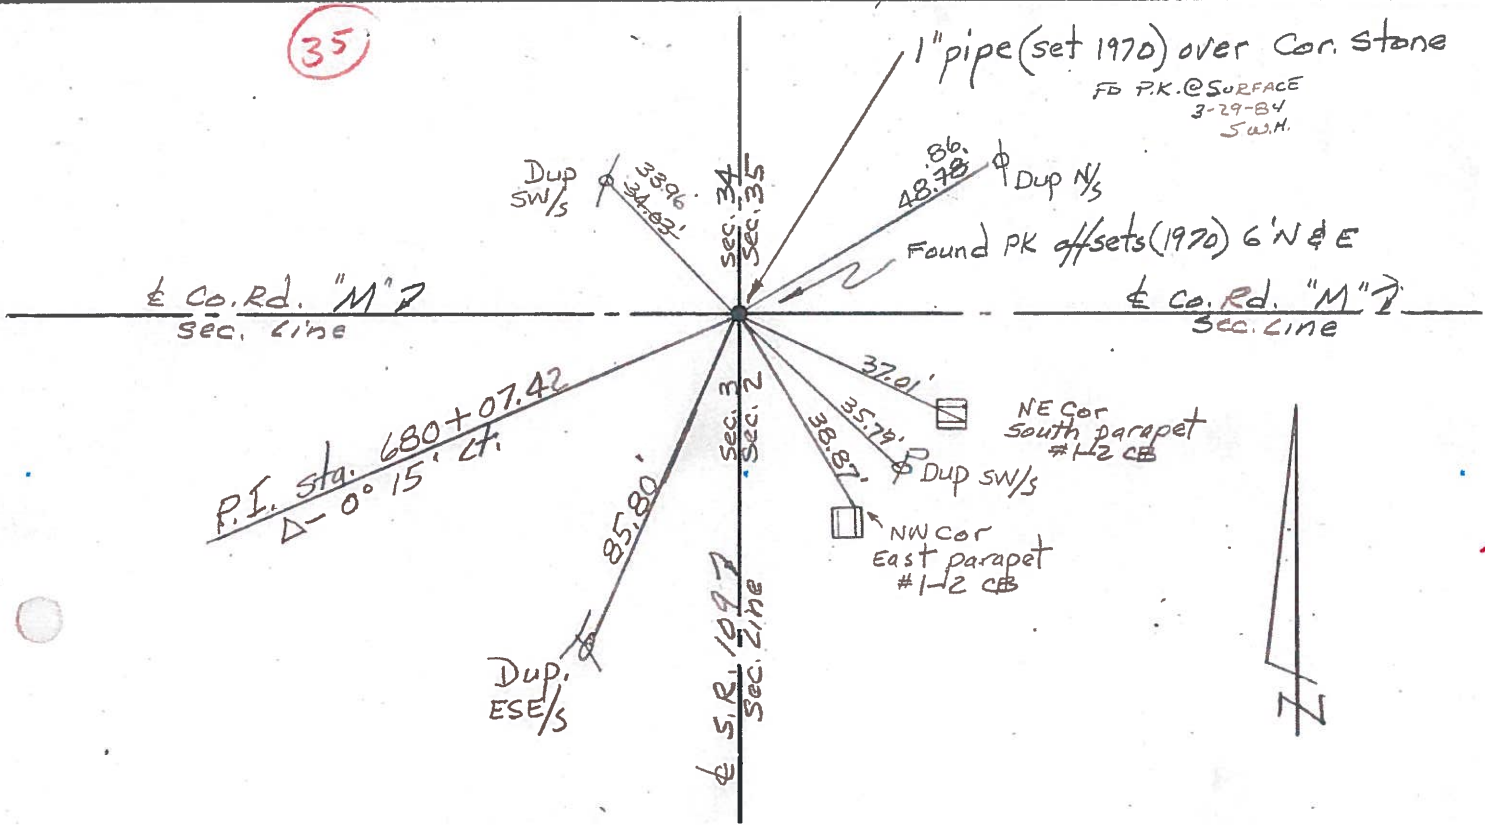 35
1" pipe (set 1970) over Cor. Stone
FD P.K. @ SURFACE
3-29-84
S.W.H.
Dup
SW/s
33.96'
34.03'
Sec. 34
Sec. 35
.86.
48.78
Dup N/s
Found PK offsets (1970) 6'N & E
℄ Co. Rd. "M"
Sec. Line
℄ Co. Rd. "M"
Sec. Line
P.I. sta. 680+07.42
Δ- 0° 15' Lt.
85.80'
Dup.
ESE/s
Sec. 3
Sec. 2
37.01'
35.79'
38.87'
NE Cor
South parapet
#1-2 CB
Dup SW/s
NW Cor
East parapet
#1-2 CB
℄ S.R. 109
Sec. Line
N